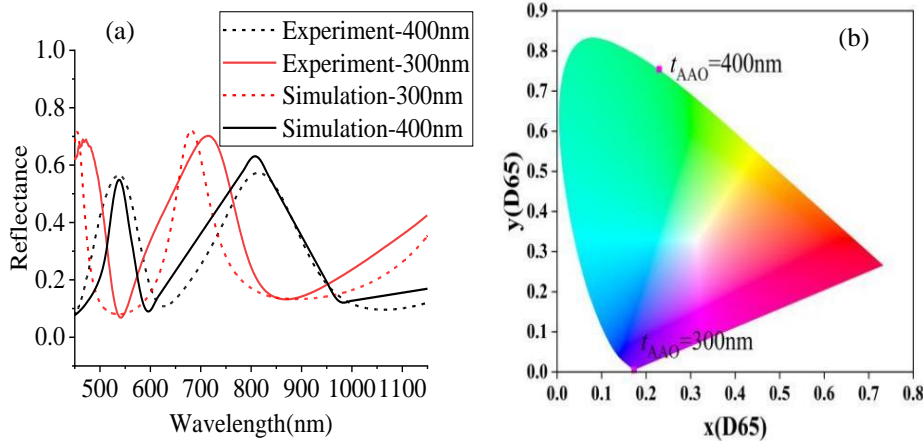 (a)
Experiment-400nm
Experiment-300nm
Simulation-300nm
Simulation-400nm
1.0
0.8
0.6
0.4
0.2
0.0
Reflectance
500 600 700 800 900 1000 1100
Wavelength(nm)
(b)
0.9
0.8
0.7
0.6
0.5
0.4
0.3
0.2
0.1
0.0
y(D65)
tAAO=400nm
tAAO=300nm
0.0 0.1 0.2 0.3 0.4 0.5 0.6 0.7 0.8
x(D65)